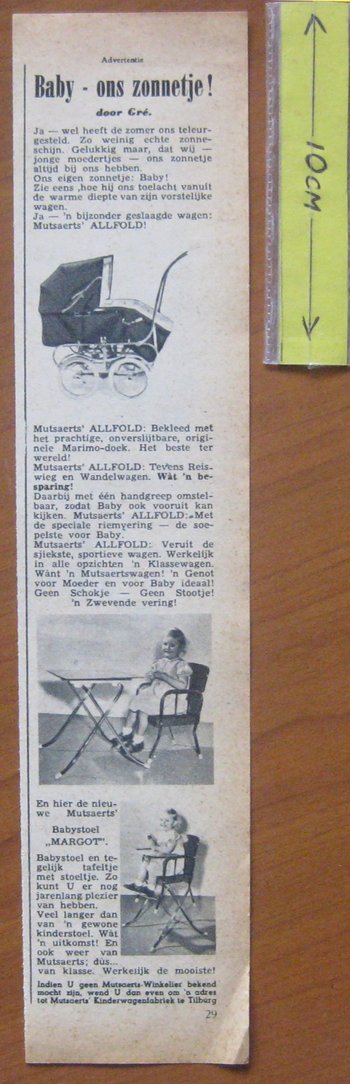 Advertentie
Baby - ons zonnetje!
door Gré.
Ja — wel heeft de zomer ons teleur-
gesteld. Zo weinig echte zonne-
schijn. Gelukkig maar, dat wij —
jonge moedertjes — ons zonnetje
altijd bij ons hebben.
Ons eigen zonnetje: Baby!
Zie eens ,hoe hij ons toelacht vanuit
de warme diepte van zijn vorstelijke
wagen.
Ja — 'n bijzonder geslaagde wagen:
Mutsaerts' ALLFOLD!
Mutsaerts' ALLFOLD: Bekleed met
het prachtige, onverslijtbare, origi-
nele Marimo-doek. Het beste ter
wereld!
Mutsaerts' ALLFOLD: Tevens Reis-
wieg en Wandelwagen. Wàt 'n be-
sparing!
Daarbij met één handgreep omstel-
baar, zodat Baby ook vooruit kan
kijken. Mutsaerts' ALLFOLD: Met
de speciale riemvering — de soe-
pelste voor Baby.
Mutsaerts' ALLFOLD: Veruit de
sjiekste, sportieve wagen. Werkelijk
in alle opzichten 'n Klassewagen.
Wànt 'n Mutsaertswagen! 'n Genot
voor Moeder en voor Baby ideaal!
Geen Schokje — Geen Stootje!
'n Zwevende vering!
En hier de nieu-
we Mutsaerts'
Babystoel
„MARGOT".
Babystoel en te-
gelijk tafeltje
met stoeltje. Zo
kunt U er nog
jarenlang plezier
van hebben.
Veel langer dan
van 'n gewone
kinderstoel. Wàt
'n uitkomst! En
ook weer van
Mutsaerts; dùs...
van klasse. Werkelijk de mooiste!
Indien U geen Mutsaerts-Winkelier bekend
mocht zijn, wend U dan even om 'n adres
tot Mutsaerts' Kinderwagenfabriek te Tilburg
29
10CM